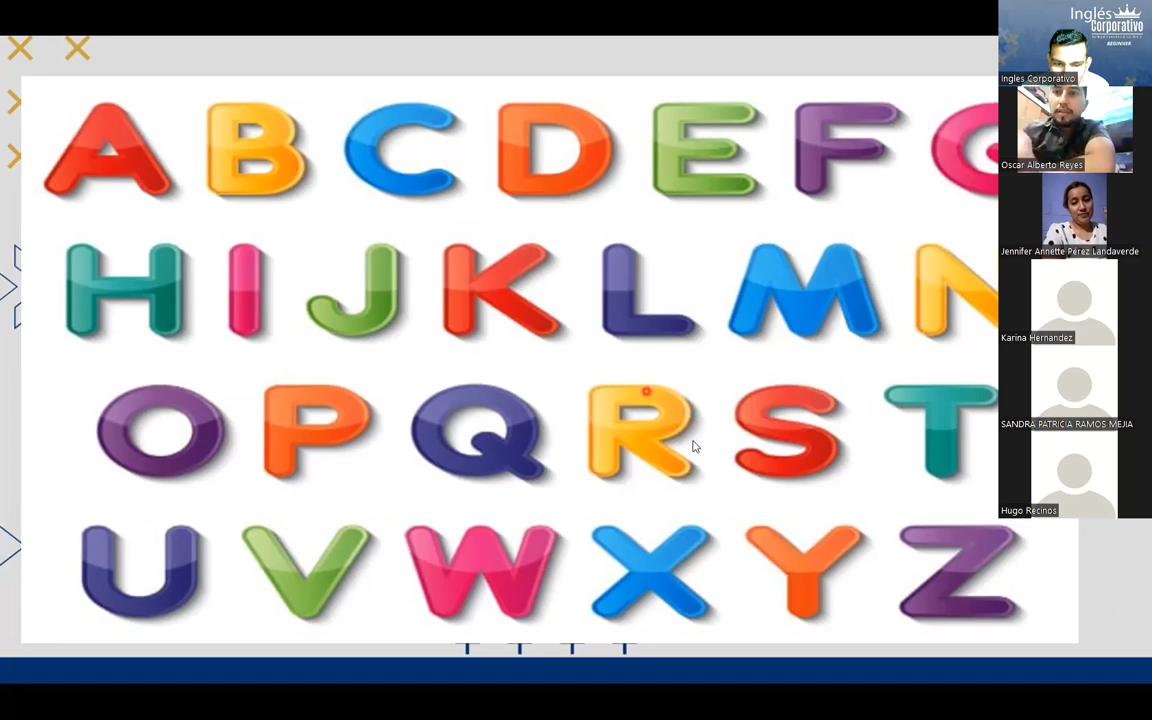 A B C D E F G
H I J K L M N
O P Q R S T
U V W X Y Z
Inglés
Corporativo
BEGINNER
Ingles Corporativo
Oscar Alberto Reyes
Jennifer Annette Perez Landaverde
Karina Hernandez
SANDRA PATRICIA RAMOS MEJIA
Hugo Recinos